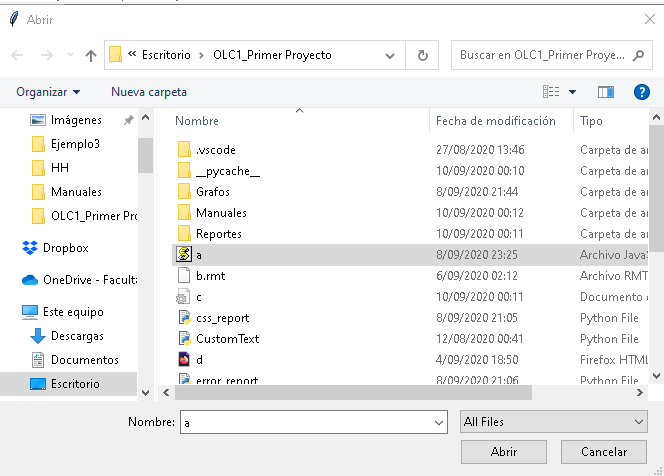 Abrir
« Escritorio › OLC1_Primer Proyecto
Buscar en OLC1_Primer Proye...
Organizar
Nueva carpeta
Imágenes
Ejemplo3
HH
Manuales
OLC1_Primer Pro
Dropbox
OneDrive - Faculta
Este equipo
Descargas
Documentos
Escritorio
Nombre Fecha de modificación Tipo
.vscode 27/08/2020 13:46 Carpeta de ar
__pycache__ 10/09/2020 00:10 Carpeta de ar
Grafos 8/09/2020 21:44 Carpeta de ar
Manuales 10/09/2020 00:12 Carpeta de ar
Reportes 10/09/2020 00:11 Carpeta de ar
a 8/09/2020 23:25 Archivo JavaS
b.rmt 6/09/2020 02:12 Archivo RMT
c 10/09/2020 00:11 Documento d
css_report 8/09/2020 21:05 Python File
CustomText 12/08/2020 00:41 Python File
d 4/09/2020 18:50 Firefox HTML
error_report 8/09/2020 21:06 Python File
Nombre: a
All Files
Abrir
Cancelar